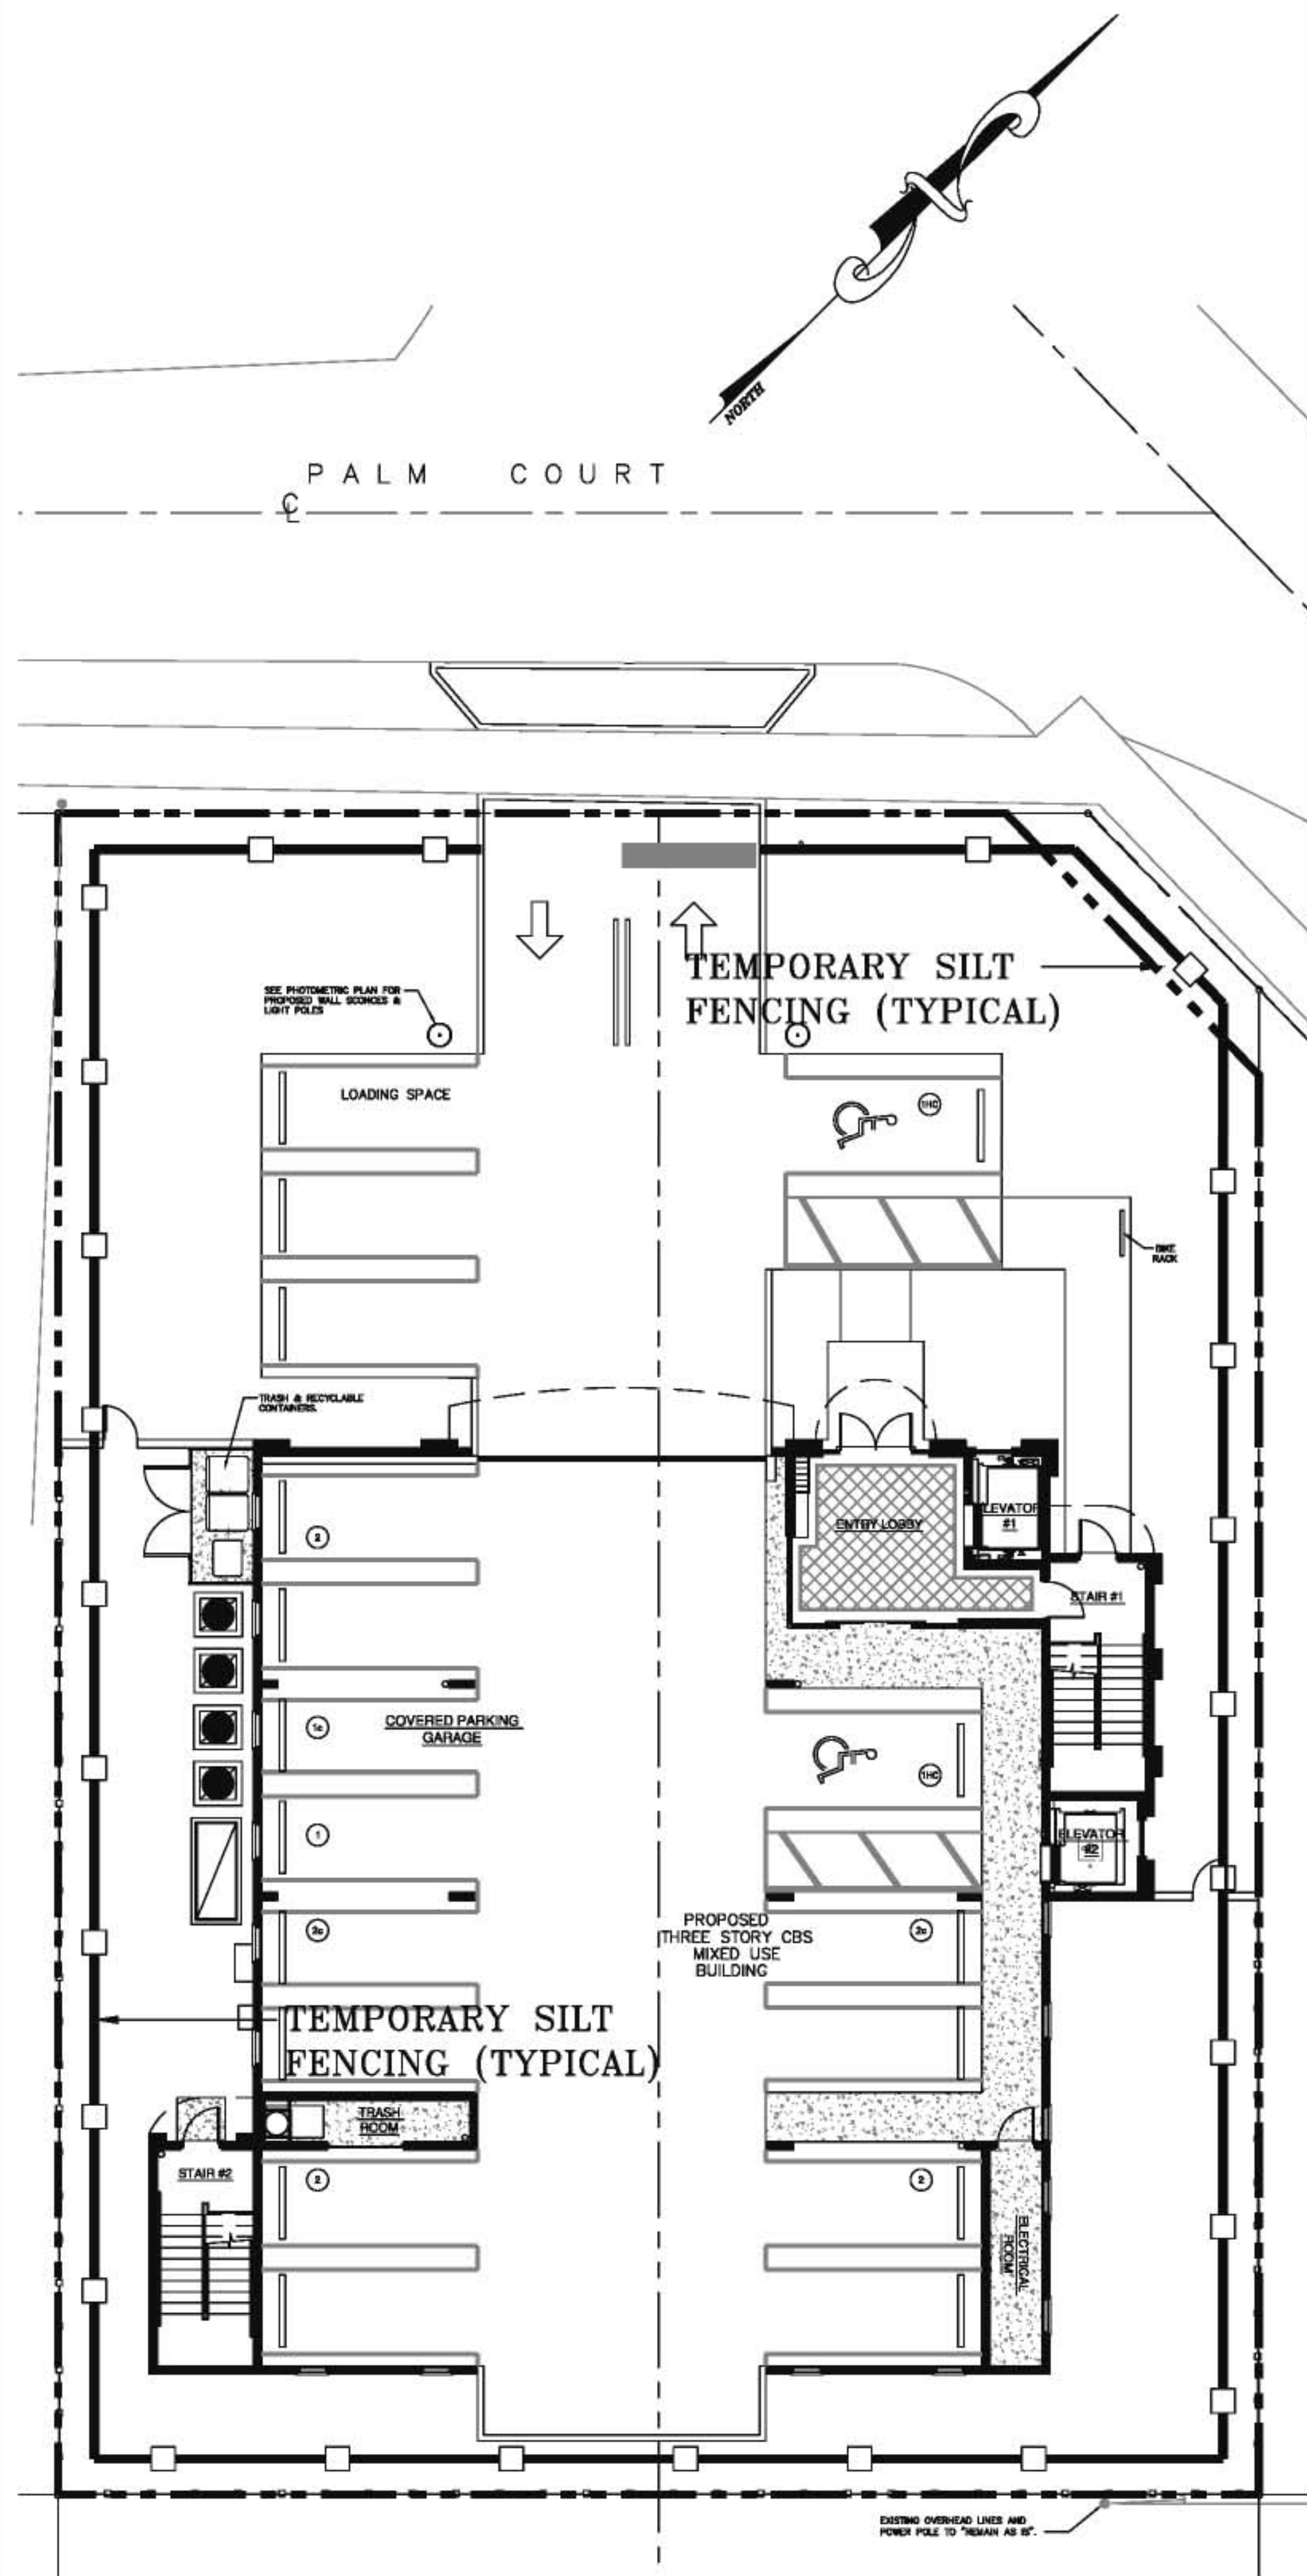 NORTH
PALM COURT
CL
TEMPORARY SILT
FENCING (TYPICAL)
SEE PHOTOMETRIC PLAN FOR
PROPOSED WALL SCONCES &
LIGHT POLES
LOADING SPACE
1HC
BIKE
RACK
TRASH & RECYCLABLE
CONTAINERS.
ENTRY LOBBY
ELEVATOR
#1
2
STAIR #1
1c
COVERED PARKING
GARAGE
1HC
1
ELEVATOR
#2
2c
PROPOSED
THREE STORY CBS
MIXED USE
BUILDING
2c
TEMPORARY SILT
FENCING (TYPICAL)
TRASH
ROOM
STAIR #2
2
2
ELECTRICAL
ROOM
EXISTING OVERHEAD LINES AND
POWER POLE TO "REMAIN AS IS".